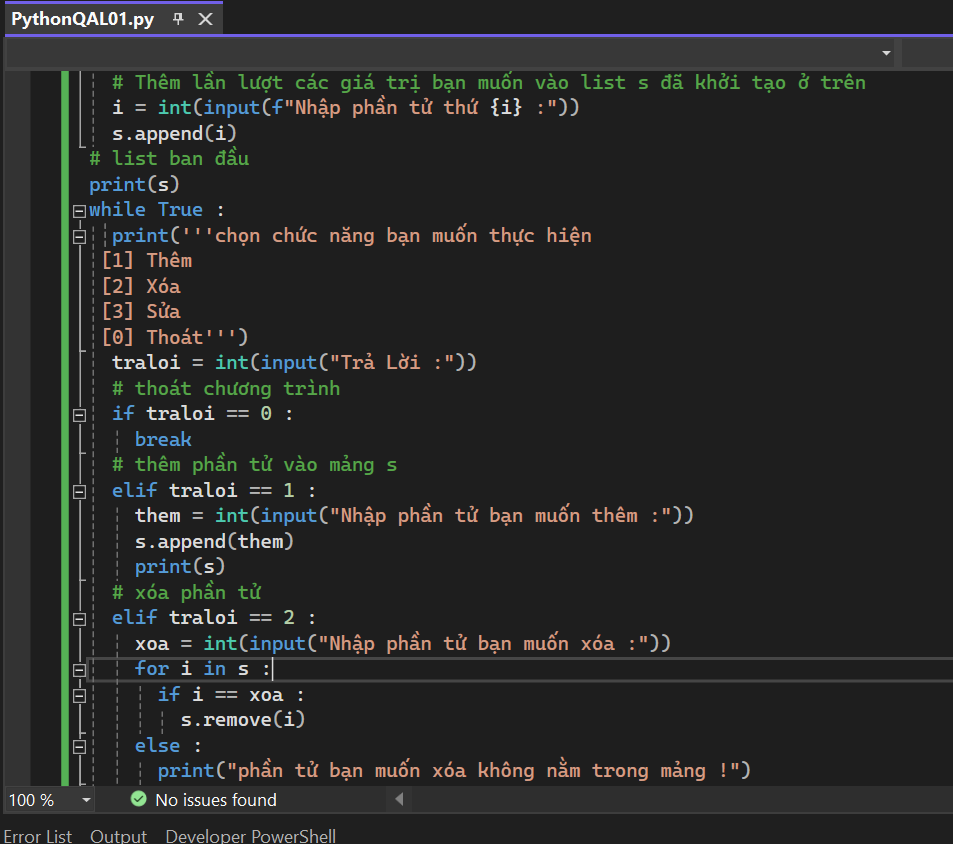 PythonQAL01.py
# Thêm lần lượt các giá trị bạn muốn vào list s đã khởi tạo ở trên
i = int(input(f"Nhập phần tử thứ {i} :"))
s.append(i)
# list ban đầu
print(s)
while True :
print('''chọn chức năng bạn muốn thực hiện
[1] Thêm
[2] Xóa
[3] Sửa
[0] Thoát''')
traloi = int(input("Trả Lời :"))
# thoát chương trình
if traloi == 0 :
break
# thêm phần tử vào mảng s
elif traloi == 1 :
them = int(input("Nhập phần tử bạn muốn thêm :"))
s.append(them)
print(s)
# xóa phần tử
elif traloi == 2 :
xoa = int(input("Nhập phần tử bạn muốn xóa :"))
for i in s :
if i == xoa :
s.remove(i)
else :
print("phần tử bạn muốn xóa không nằm trong mảng !")
100 %
No issues found
Error List Output Developer PowerShell